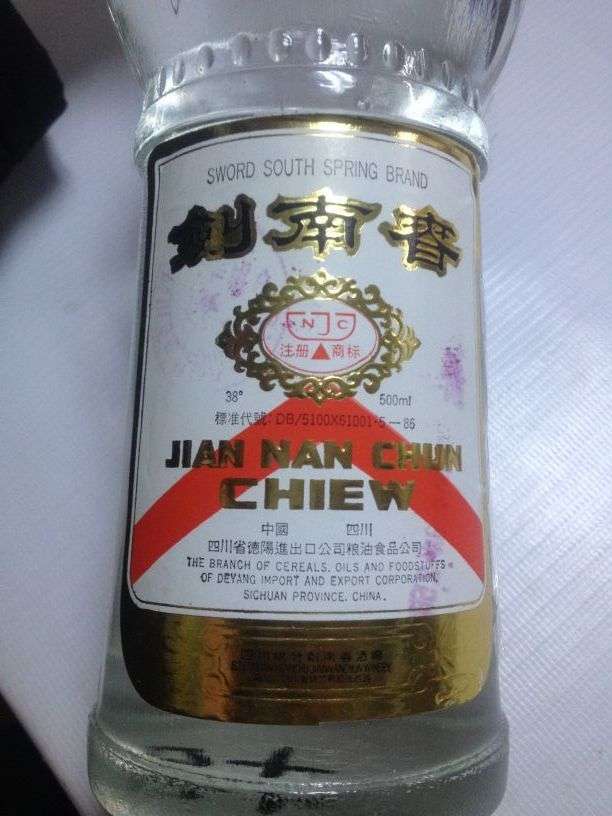 SWORD SOUTH SPRING BRAND
劍南春
JNC
注册 商标
38° 500ml
標准代號: DB/5100X61001·5—86
JIAN NAN CHUN
CHIEW
中國 四川
四川省德陽進出口公司粮油食品公司
THE BRANCH OF CEREALS. OILS AND FOODSTUFFS
OF DEYANG IMPORT AND EXPORT CORPORATION,
SICHUAN PROVINCE. CHINA.